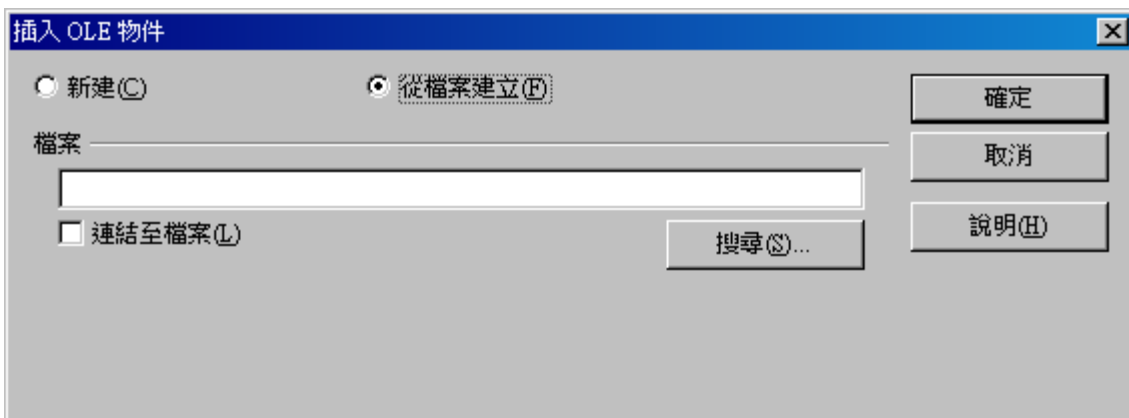 插入 OLE 物件
新建(C)
從檔案建立(F)
確定
檔案
取消
連結至檔案(L)
搜尋(S)...
說明(H)